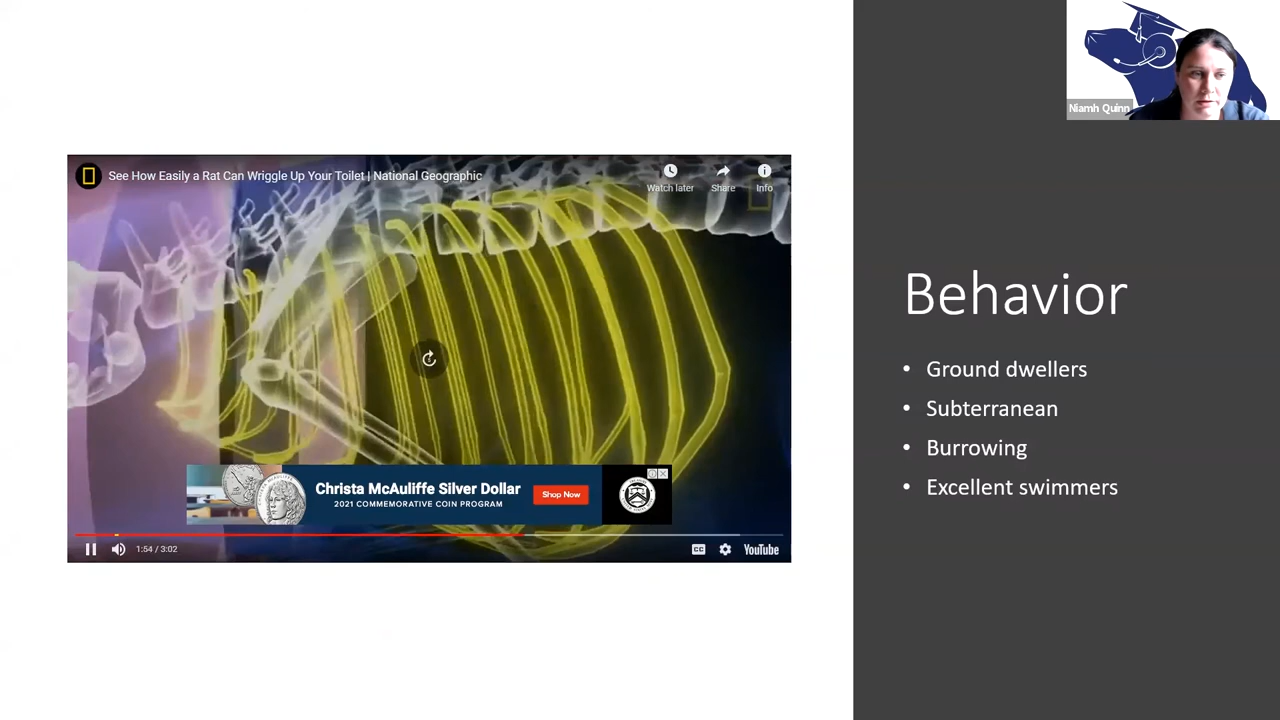 Niamh Quinn
See How Easily a Rat Can Wriggle Up Your Toilet | National Geographic
Watch later
Share
Info
Behavior
• Ground dwellers
• Subterranean
• Burrowing
• Excellent swimmers
Christa McAuliffe Silver Dollar
2021 COMMEMORATIVE COIN PROGRAM
Shop Now
1:54 / 3:02
CC
YouTube